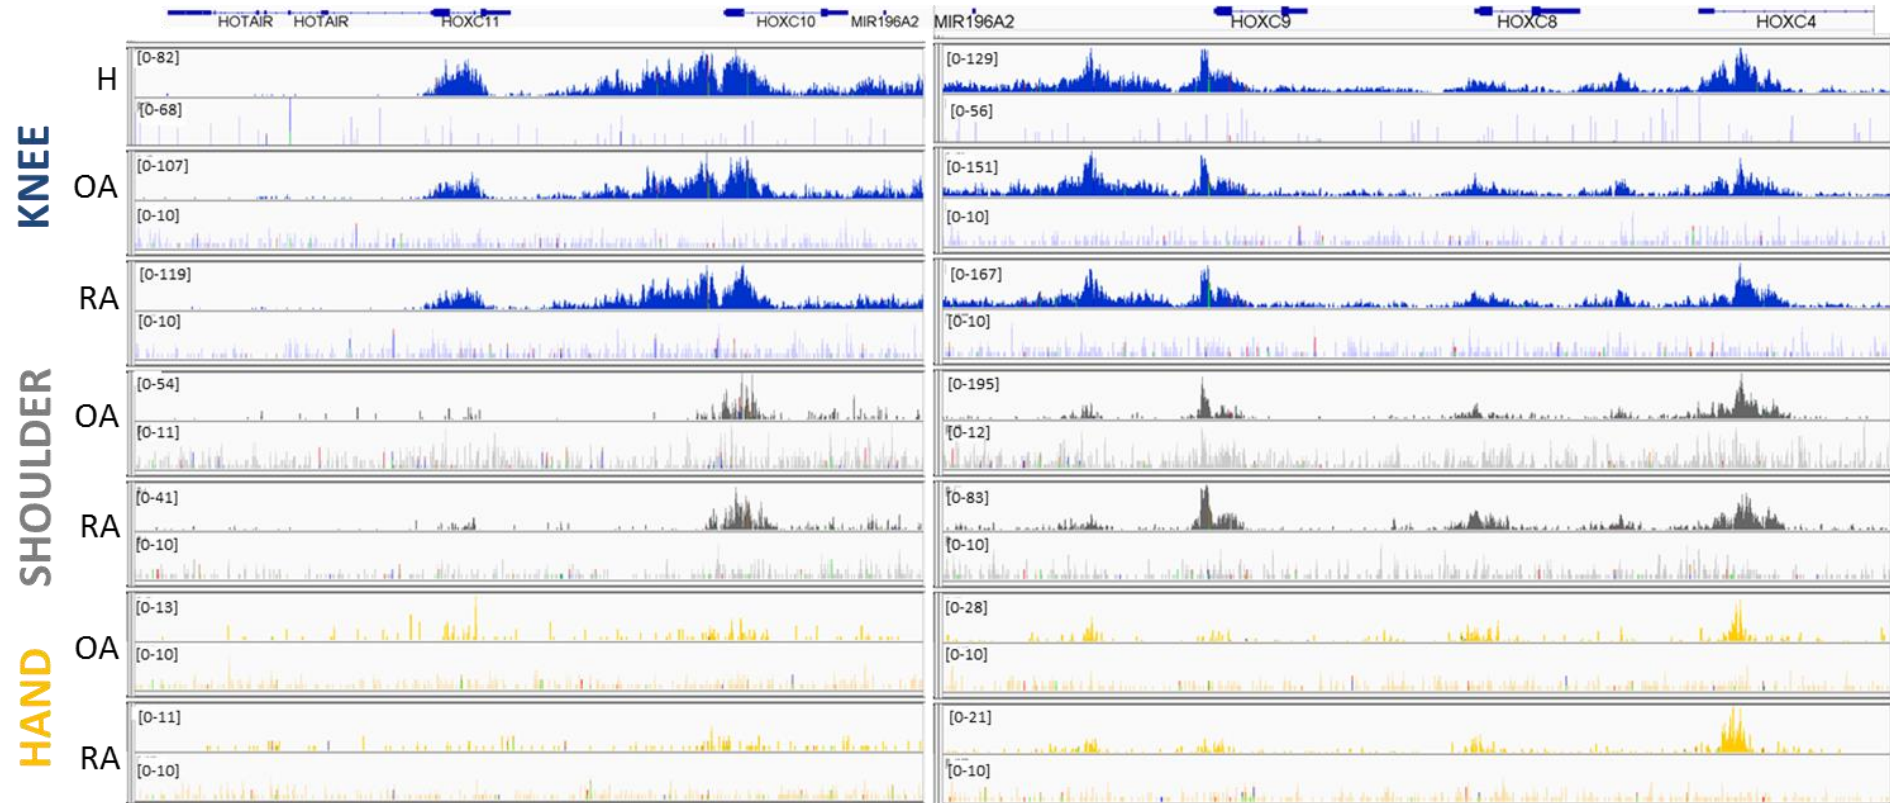 HOTAIR HOTAIR HOXC11 HOXC10 MIR196A2 MIR196A2 HOXC9 HOXC8 HOXC4
KNEE
H
[0-82] [0-129]
[0-68] [0-56]
OA
[0-107] [0-151]
[0-10] [0-10]
RA
[0-119] [0-167]
[0-10] [0-10]
SHOULDER
OA
[0-54] [0-195]
[0-11] [0-12]
RA
[0-41] [0-83]
[0-10] [0-10]
HAND
OA
[0-13] [0-28]
[0-10] [0-10]
RA
[0-11] [0-21]
[0-10] [0-10]